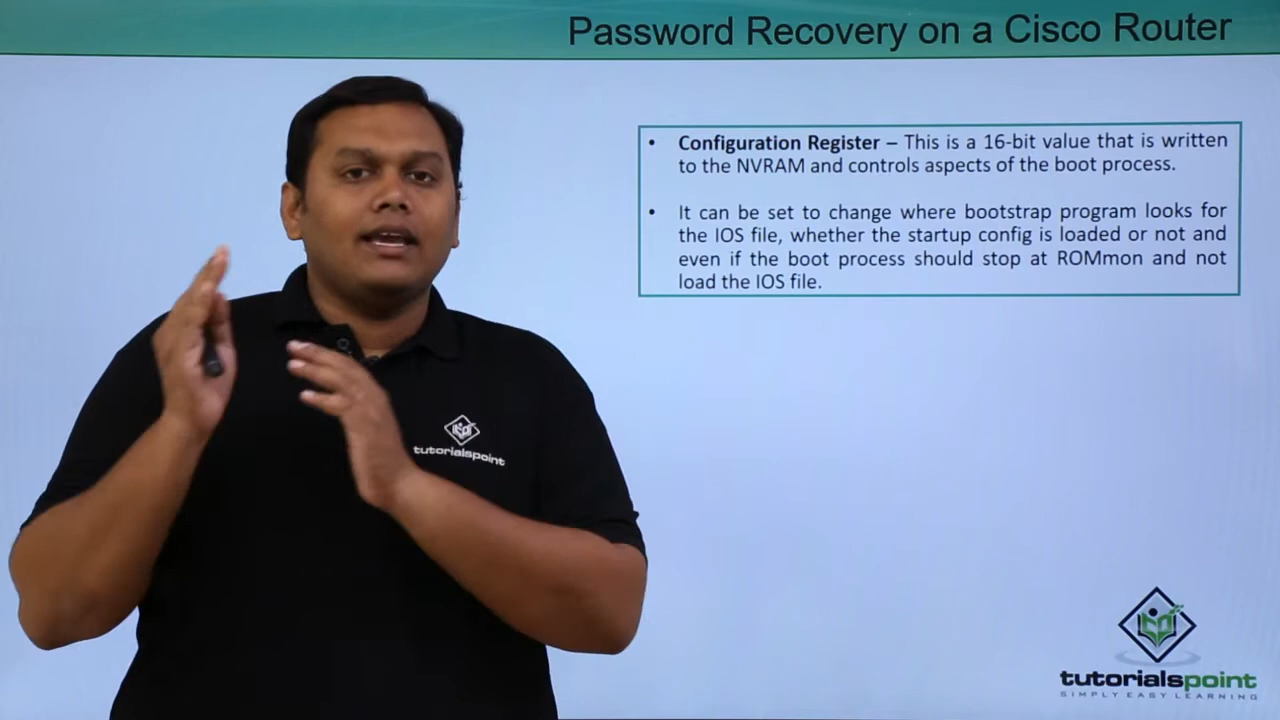 Password Recovery on a Cisco Router
• Configuration Register – This is a 16-bit value that is written
to the NVRAM and controls aspects of the boot process.
• It can be set to change where bootstrap program looks for
the IOS file, whether the startup config is loaded or not and
even if the boot process should stop at ROMmon and not
load the IOS file.
tutorialspoint
tutorialspoint
SIMPLY EASY LEARNING